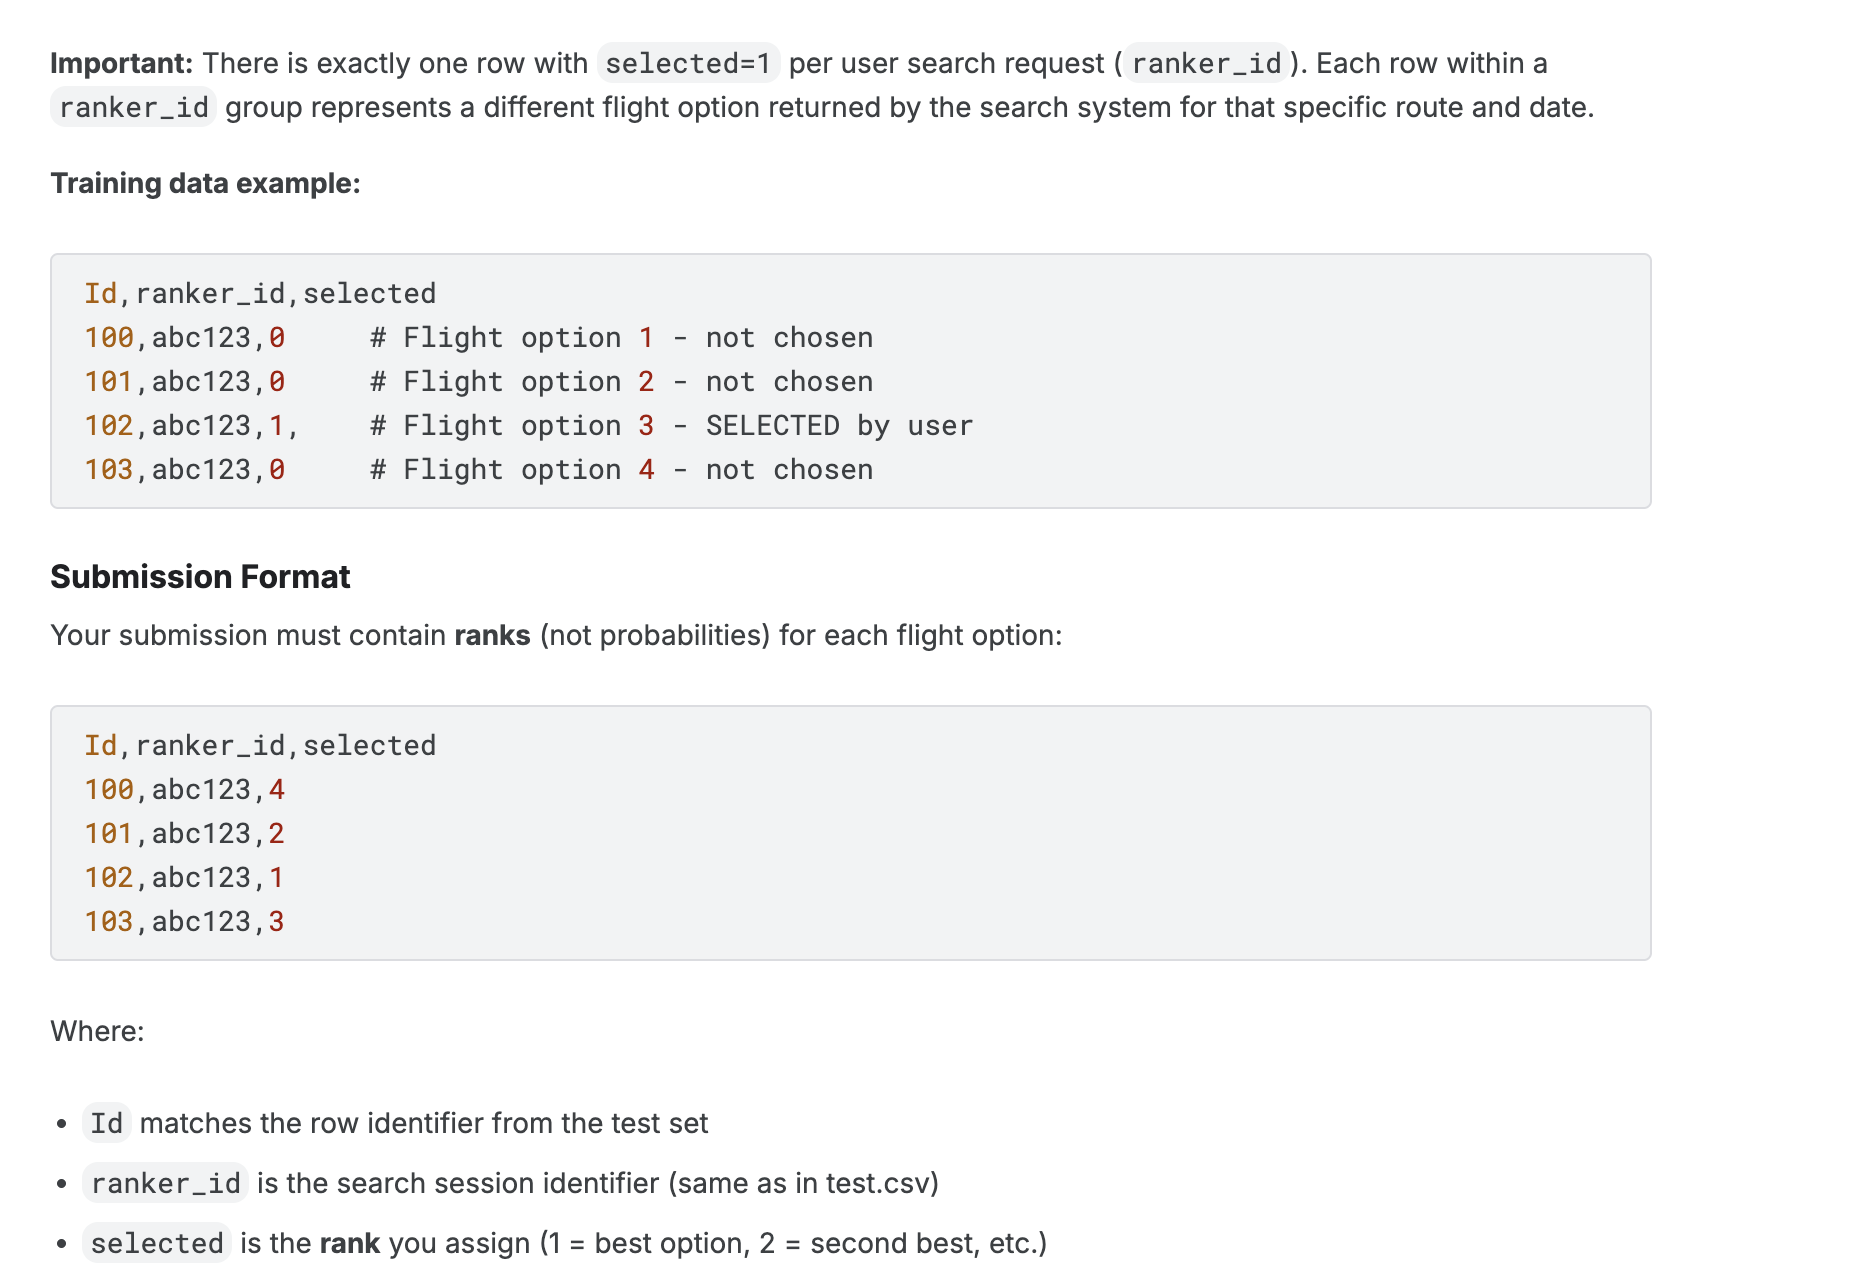 Important: There is exactly one row with selected=1 per user search request ( ranker_id ). Each row within a
ranker_id group represents a different flight option returned by the search system for that specific route and date.
Training data example:
Id,ranker_id,selected
100,abc123,0     # Flight option 1 - not chosen
101,abc123,0     # Flight option 2 - not chosen
102,abc123,1,    # Flight option 3 - SELECTED by user
103,abc123,0     # Flight option 4 - not chosen
Submission Format
Your submission must contain ranks (not probabilities) for each flight option:
Id,ranker_id,selected
100,abc123,4
101,abc123,2
102,abc123,1
103,abc123,3
Where:
• Id matches the row identifier from the test set
• ranker_id is the search session identifier (same as in test.csv)
• selected is the rank you assign (1 = best option, 2 = second best, etc.)